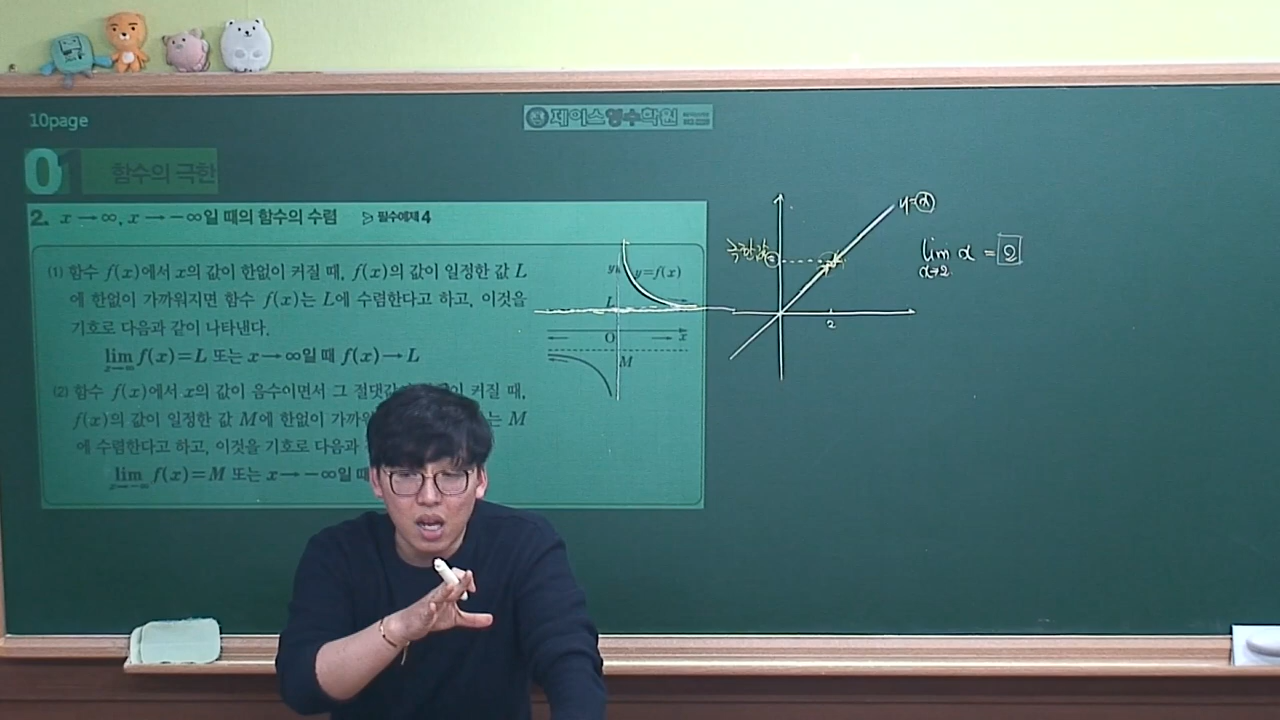 10page
제이스영수학원
01 함수의 극한
2. x → ∞, x → −∞일 때의 함수의 수렴 ▷ 필수예제 4
(1) 함수 f(x)에서 x의 값이 한없이 커질 때, f(x)의 값이 일정한 값 L
에 한없이 가까워지면 함수 f(x)는 L에 수렴한다고 하고, 이것을
기호로 다음과 같이 나타낸다.
lim x→∞ f(x)=L 또는 x→∞일 때 f(x)→L
(2) 함수 f(x)에서 x의 값이 음수이면서 그 절댓값 커질 때,
f(x)의 값이 일정한 값 M에 한없이 는 M
에 수렴한다고 하고, 이것을 기호로 다음과
lim x→−∞ f(x)=M 또는 x→−∞일 때
y
y=f(x)
L
O
x
M
y=x
극한값 2
2
lim x→2 x = 2